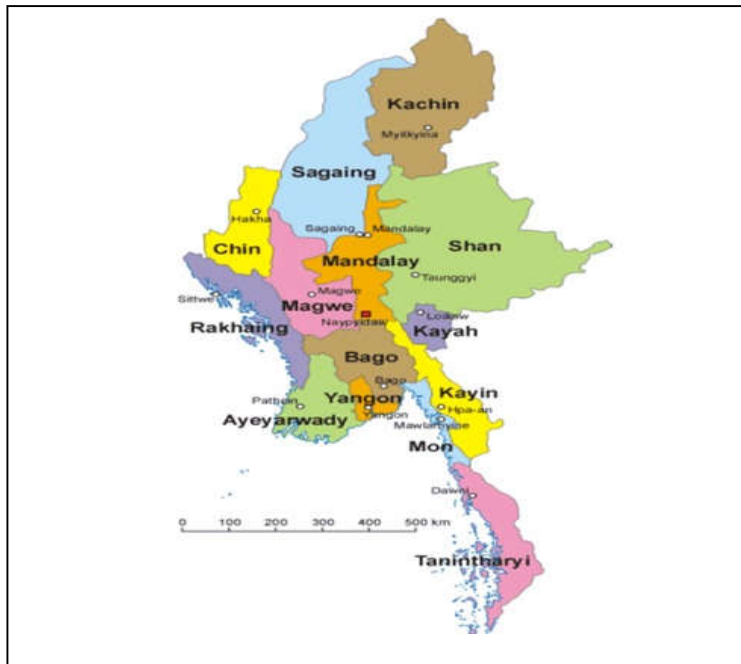 Kachin
Myitkyina
Sagaing
Sagaing
Mandalay
Hakha
Chin
Shan
Mandalay
Taunggyi
Magwe
Sittwe
Magwe
Loikaw
Naypyidaw
Rakhaing
Kayah
Bago
Bago
Kayin
Pathein
Yangon
Hpa-an
Yangon
Ayeyarwady
Mawlamyine
Mon
Dawni
0 100 200 300 400 500 km
Tanintharyi